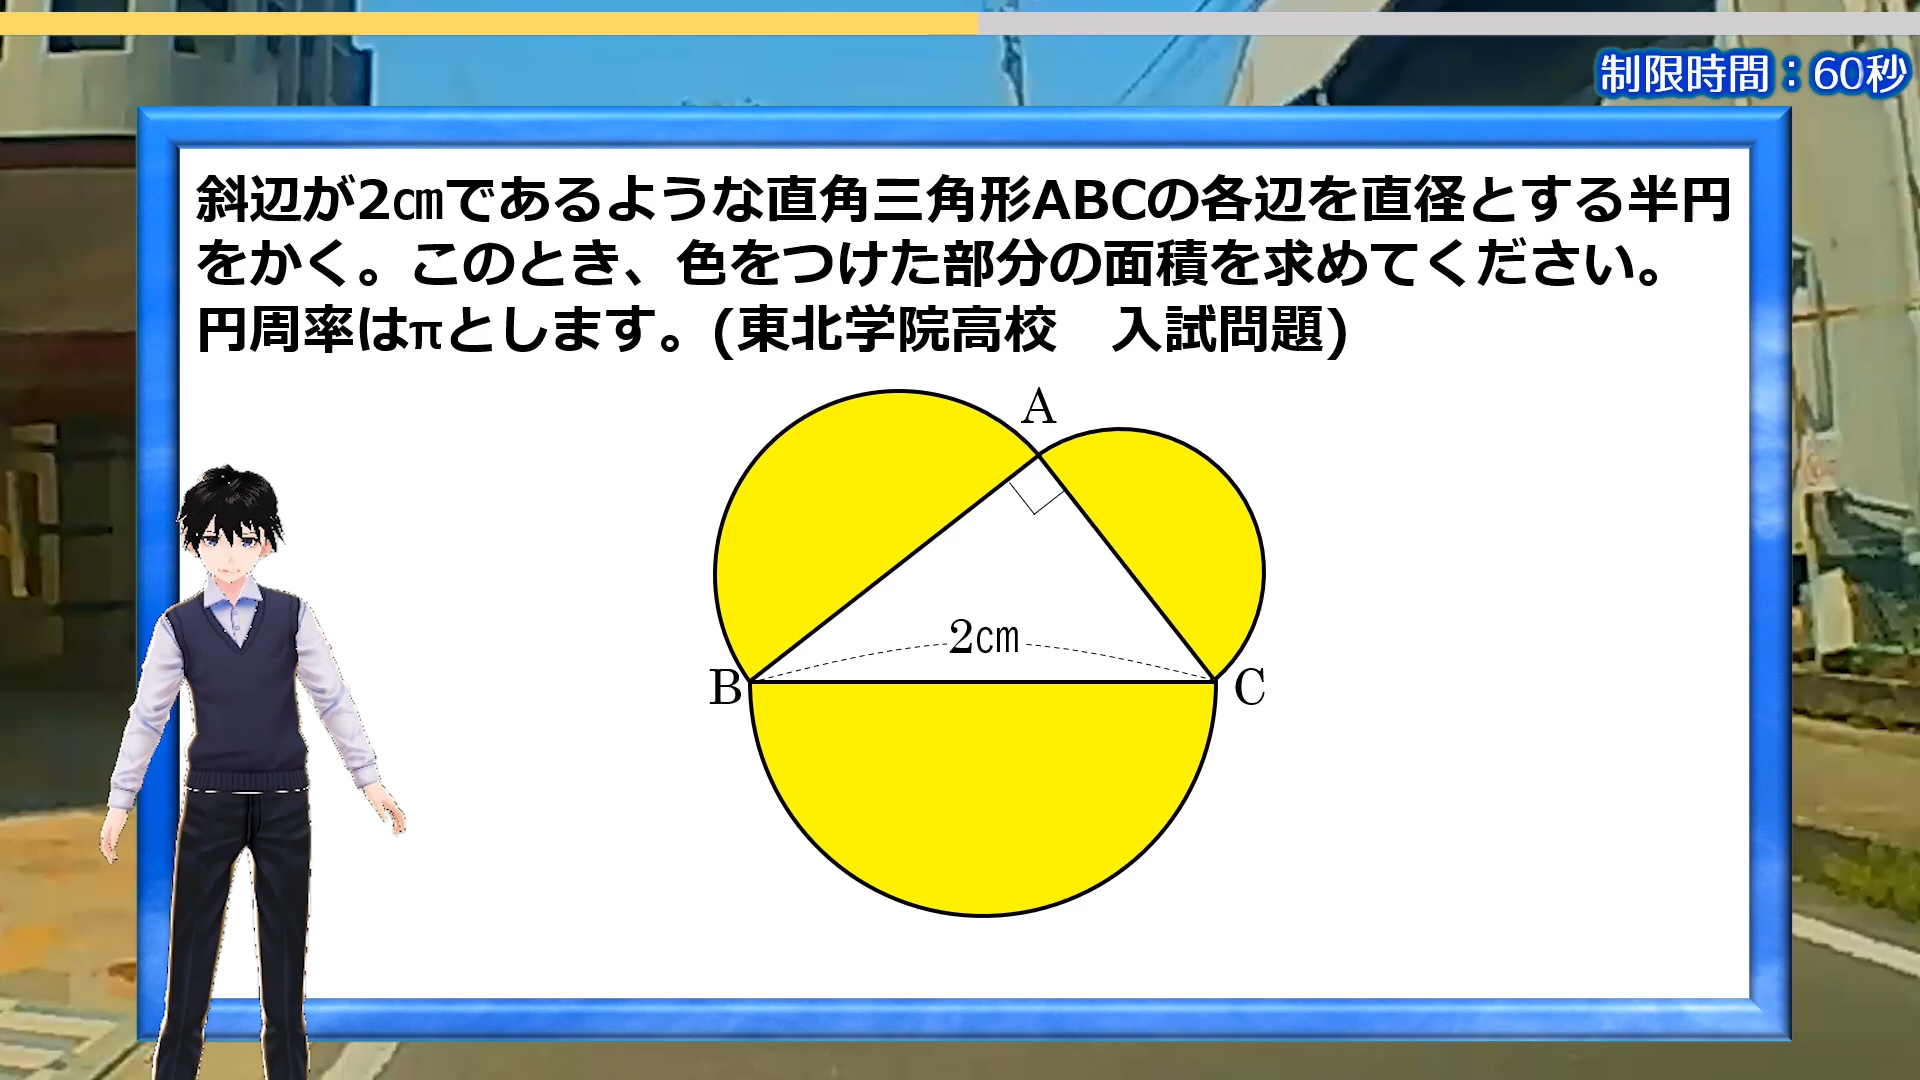 制限時間：60秒
斜辺が2㎝であるような直角三角形ABCの各辺を直径とする半円
をかく。このとき、色をつけた部分の面積を求めてください。
円周率はπとします。(東北学院高校　入試問題)
A
2㎝
B
C